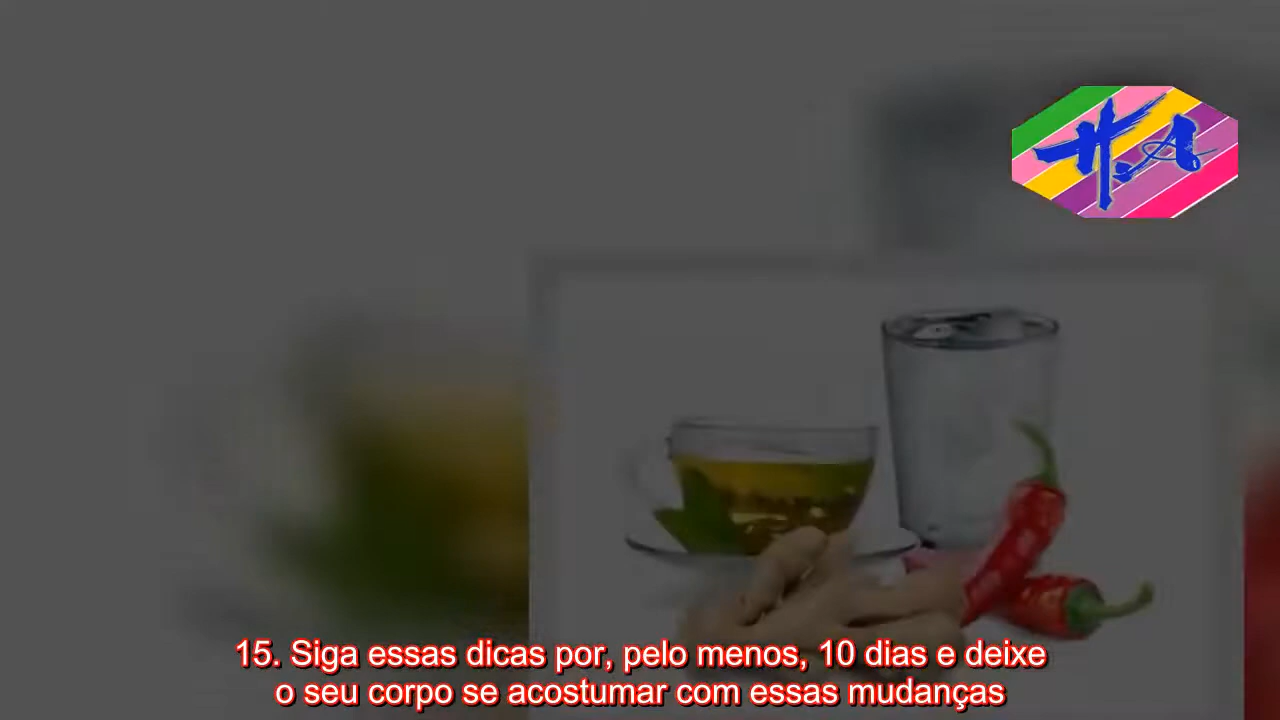 H.A
15. Siga essas dicas por, pelo menos, 10 dias e deixe
o seu corpo se acostumar com essas mudanças